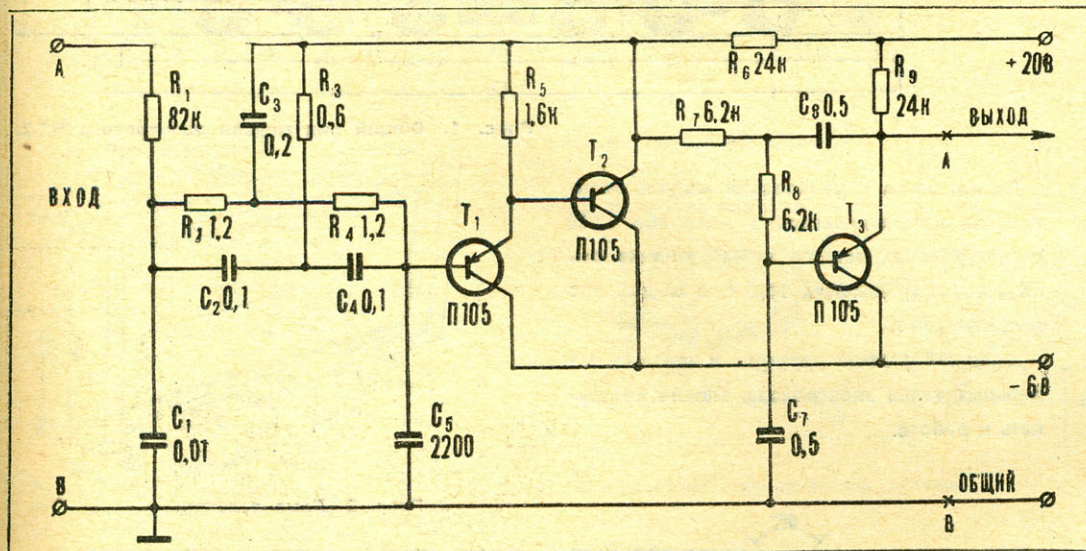 А
R₁
82к
C₃
0,2
R₃
0,6
R₅
1,6к
R₆ 24к
R₉
24к
+20В
R₇ 6,2к
C₈ 0,5
ВЫХОД
А
ВХОД
R₂ 1,2
R₄ 1,2
T₁
T₂
R₈
6,2к
T₃
C₂ 0,1
C₄ 0,1
П105
П105
П105
-6В
C₁
0,01
C₅
2200
C₇
0,5
В
ОБЩИЙ
В